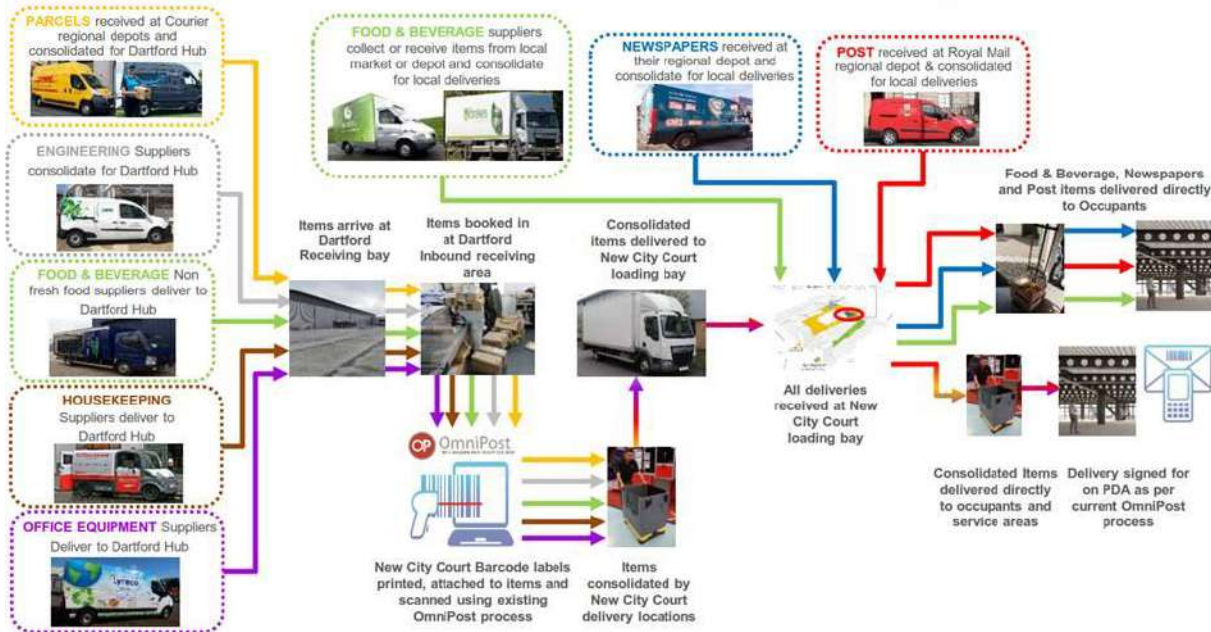 PARCELS received at Courier
regional depots and
consolidated for Dartford Hub
ENGINEERING Suppliers
consolidate for Dartford Hub
FOOD & BEVERAGE Non
fresh food suppliers deliver to
Dartford Hub
HOUSEKEEPING
Suppliers deliver to
Dartford Hub
OFFICE EQUIPMENT Suppliers
Deliver to Dartford Hub
lyreco
FOOD & BEVERAGE suppliers
collect or receive items from local
market or depot and consolidate
for local deliveries
NEWSPAPERS received at
their regional depot and
consolidate for local deliveries
POST received at Royal Mail
regional depot & consolidated
for local deliveries
Items arrive at
Dartford
Receiving bay
Items booked in
at Dartford
Inbound receiving
area
OP OmniPost
New City Court Barcode labels
printed, attached to items and
scanned using existing
OmniPost process
Items
consolidated by
New City Court
delivery locations
Consolidated
items delivered to
New City Court
loading bay
All deliveries
received at New
City Court
loading bay
Food & Beverage, Newspapers
and Post items delivered directly
to Occupants
Consolidated Items
delivered directly
to occupants and
service areas
Delivery signed for
on PDA as per
current OmniPost
process